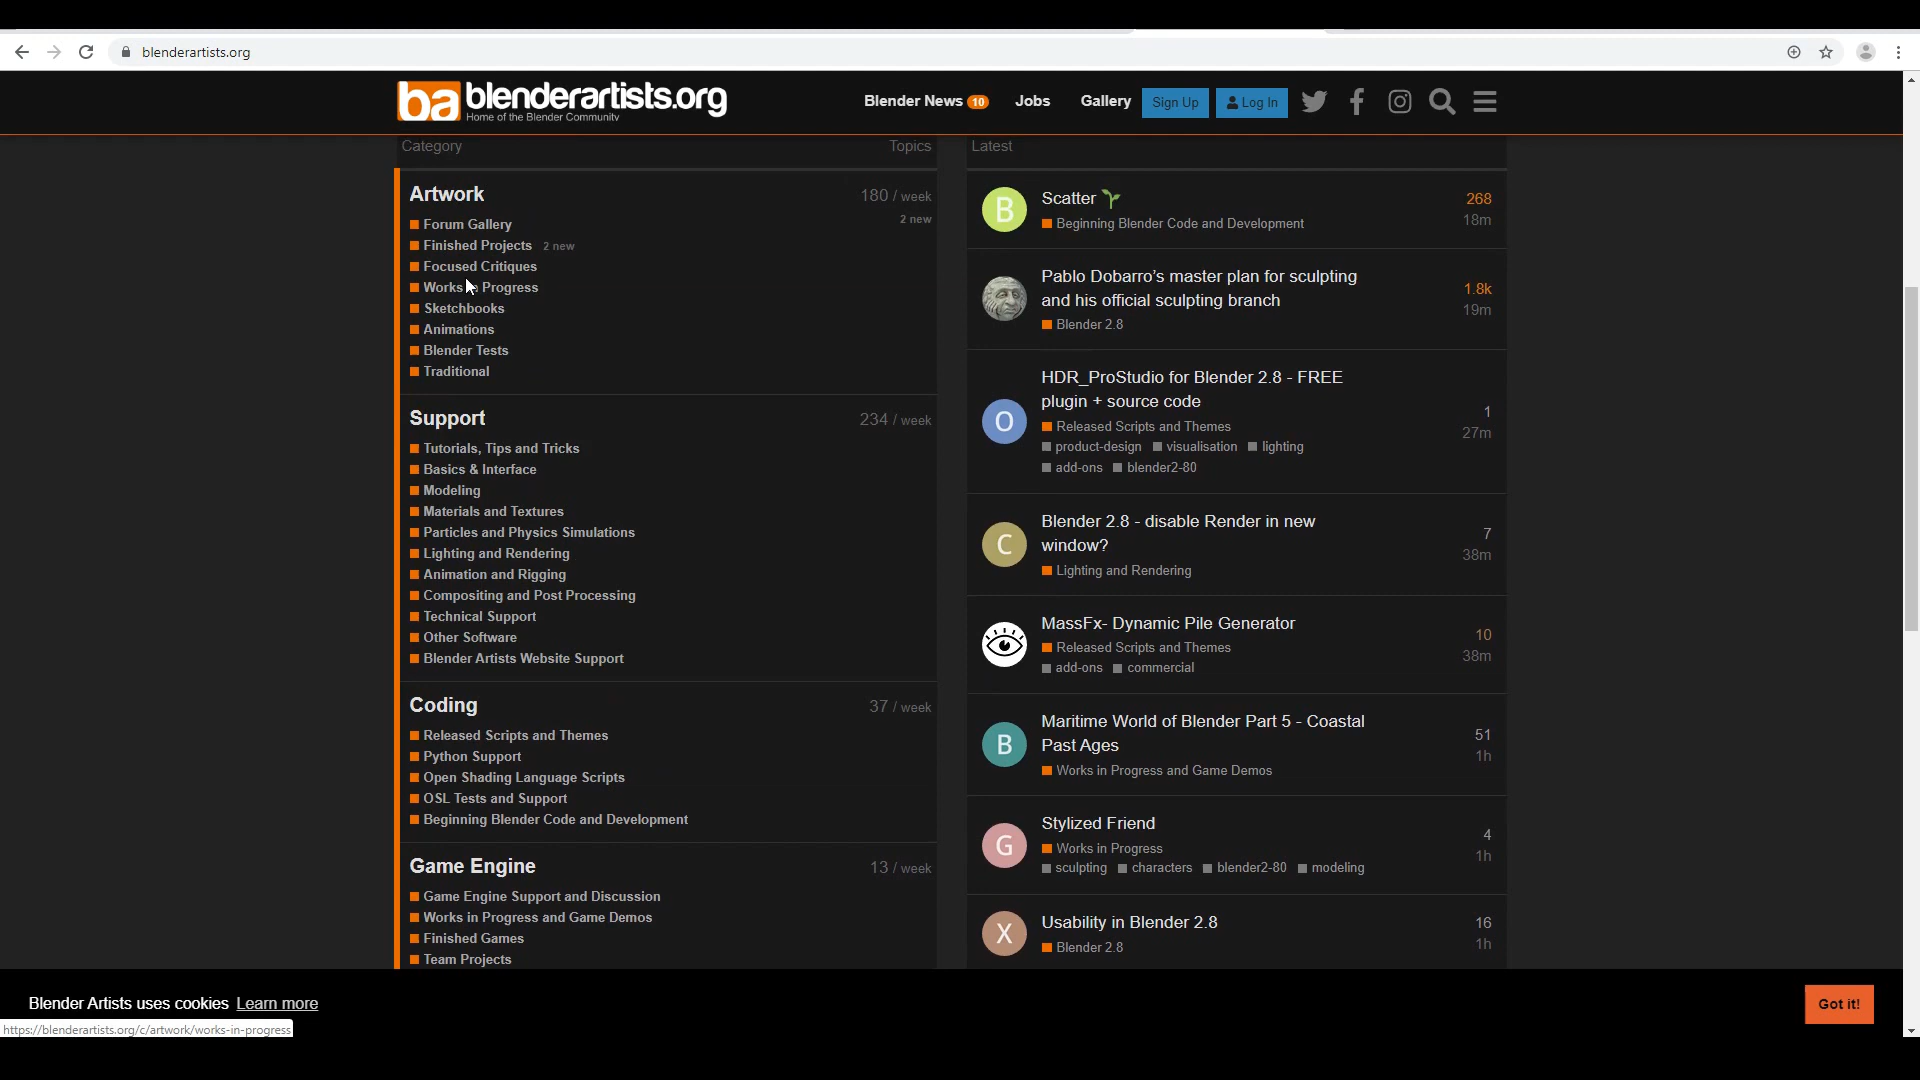 blenderartists.org
ba blenderartists.org
Home of the Blender Community
Blender News 10
Jobs
Gallery
Sign Up
Log In
Category Topics
Artwork 180 / week
2 new
Forum Gallery
Finished Projects 2 new
Focused Critiques
Works in Progress
Sketchbooks
Animations
Blender Tests
Traditional
Support 234 / week
Tutorials, Tips and Tricks
Basics & Interface
Modeling
Materials and Textures
Particles and Physics Simulations
Lighting and Rendering
Animation and Rigging
Compositing and Post Processing
Technical Support
Other Software
Blender Artists Website Support
Coding 37 / week
Released Scripts and Themes
Python Support
Open Shading Language Scripts
OSL Tests and Support
Beginning Blender Code and Development
Game Engine 13 / week
Game Engine Support and Discussion
Works in Progress and Game Demos
Finished Games
Team Projects
Latest
B
Scatter
268
Beginning Blender Code and Development
18m
Pablo Dobarro's master plan for sculpting
and his official sculpting branch
1.8k
19m
Blender 2.8
O
HDR_ProStudio for Blender 2.8 - FREE
plugin + source code
1
27m
Released Scripts and Themes
product-design visualisation lighting
add-ons blender2-80
C
Blender 2.8 - disable Render in new
window?
7
38m
Lighting and Rendering
MassFx- Dynamic Pile Generator
10
Released Scripts and Themes
38m
add-ons commercial
B
Maritime World of Blender Part 5 - Coastal
Past Ages
51
1h
Works in Progress and Game Demos
G
Stylized Friend
4
Works in Progress
1h
sculpting characters blender2-80 modeling
X
Usability in Blender 2.8
16
Blender 2.8
1h
Blender Artists uses cookies Learn more
Got it!
https://blenderartists.org/c/artwork/works-in-progress